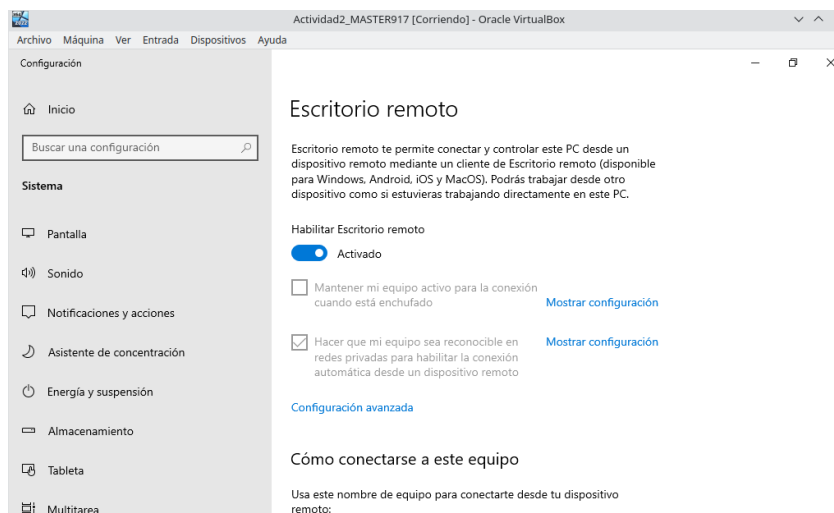 Actividad2_MASTER917 [Corriendo] - Oracle VirtualBox
Archivo Máquina Ver Entrada Dispositivos Ayuda
Configuración
Inicio
Buscar una configuración
Sistema
Pantalla
Sonido
Notificaciones y acciones
Asistente de concentración
Energía y suspensión
Almacenamiento
Tableta
Multitarea
Escritorio remoto
Escritorio remoto te permite conectar y controlar este PC desde un
dispositivo remoto mediante un cliente de Escritorio remoto (disponible
para Windows, Android, iOS y MacOS). Podrás trabajar desde otro
dispositivo como si estuvieras trabajando directamente en este PC.
Habilitar Escritorio remoto
Activado
Mantener mi equipo activo para la conexión
cuando está enchufado Mostrar configuración
Hacer que mi equipo sea reconocible en Mostrar configuración
redes privadas para habilitar la conexión
automática desde un dispositivo remoto
Configuración avanzada
Cómo conectarse a este equipo
Usa este nombre de equipo para conectarte desde tu dispositivo
remoto: